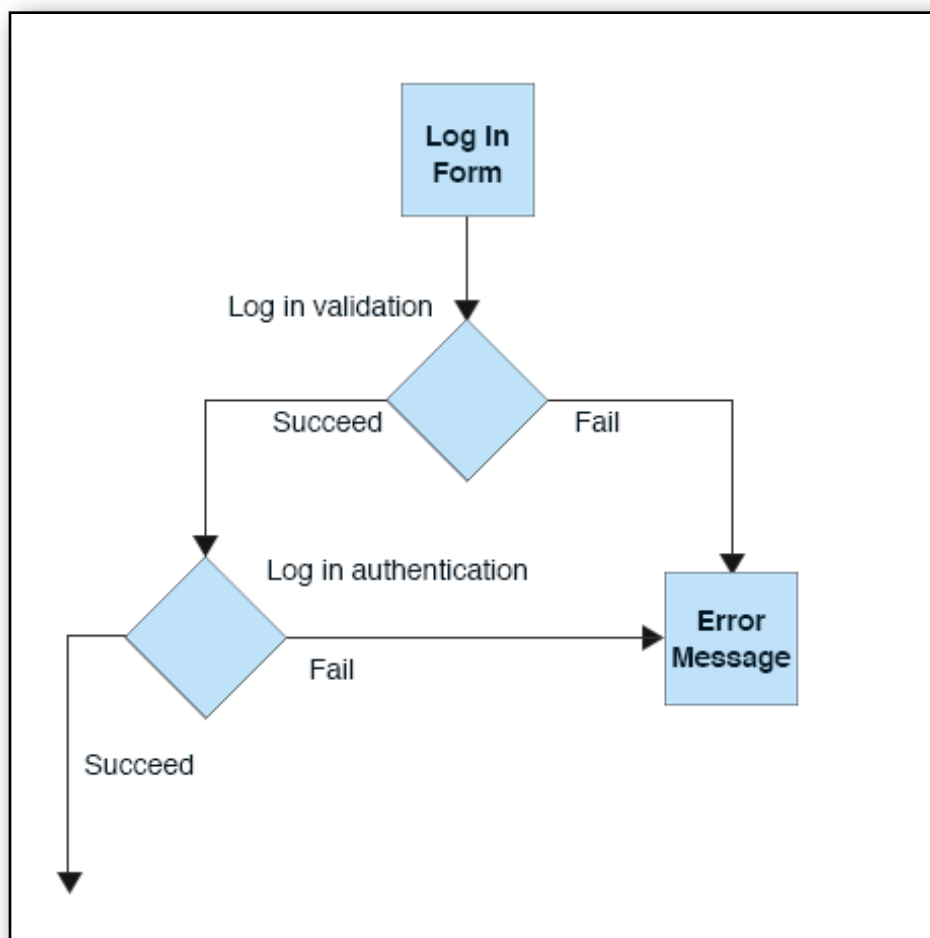 Log In
Form
Log in validation
Succeed
Fail
Log in authentication
Error
Message
Fail
Succeed